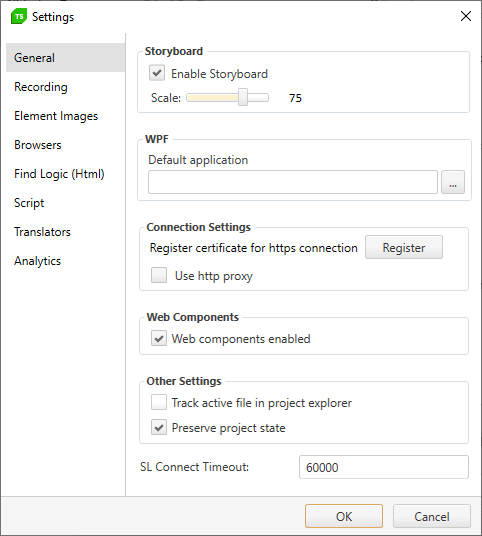 TS Settings
General
Recording
Element Images
Browsers
Find Logic (Html)
Script
Translators
Analytics
Storyboard
Enable Storyboard
Scale: 75
WPF
Default application
...
Connection Settings
Register certificate for https connection Register
Use http proxy
Web Components
Web components enabled
Other Settings
Track active file in project explorer
Preserve project state
SL Connect Timeout: 60000
OK Cancel